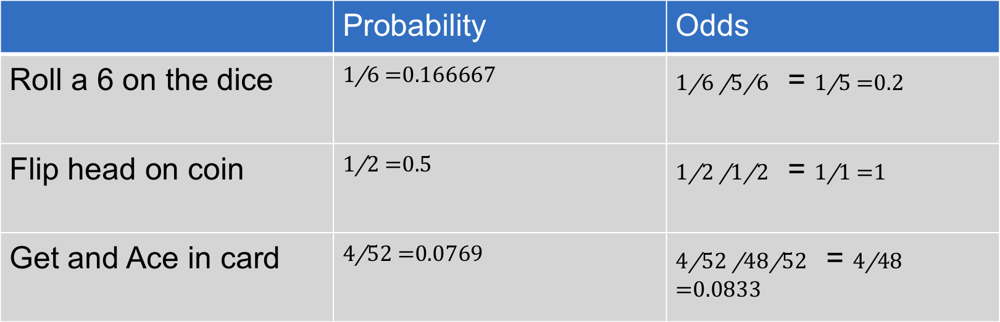 Probability Odds
Roll a 6 on the dice 1/6 =0.166667 1/6 /5/6 = 1/5 =0.2
Flip head on coin 1/2 =0.5 1/2 /1/2 = 1/1 =1
Get and Ace in card 4/52 =0.0769 4/52 /48/52 = 4/48
=0.0833